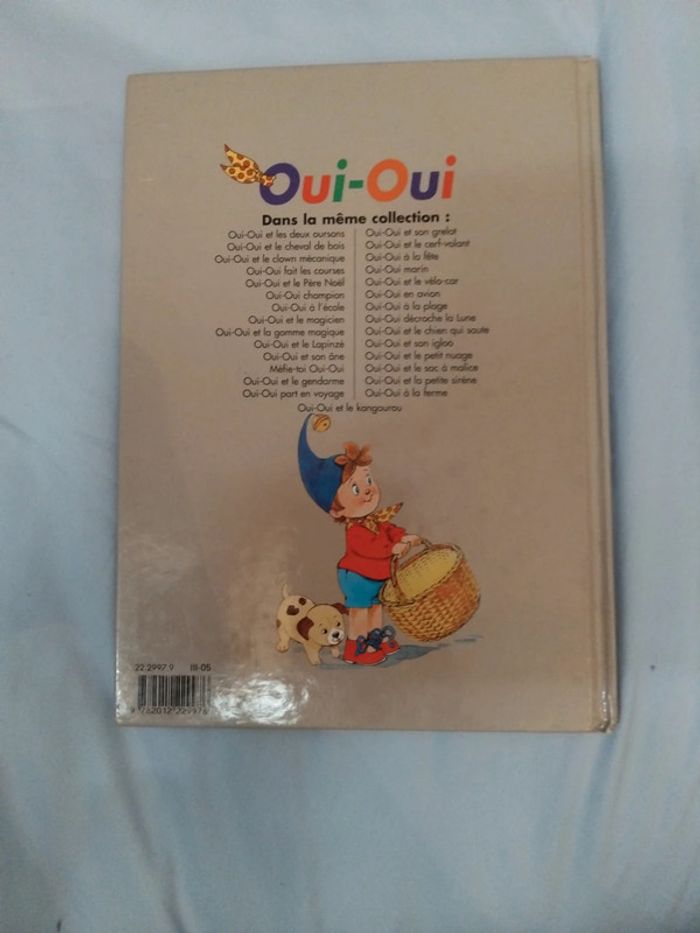 Oui-Oui
Dans la même collection :
Oui-Oui et les deux oursons
Oui-Oui et le cheval de bois
Oui-Oui et le clown mécanique
Oui-Oui fait les courses
Oui-Oui et le Père Noël
Oui-Oui champion
Oui-Oui à l'école
Oui-Oui et le magicien
Oui-Oui et la gomme magique
Oui-Oui et le Lapinzé
Oui-Oui et son âne
Méfie-toi Oui-Oui
Oui-Oui et le gendarme
Oui-Oui part en voyage
Oui-Oui et son grelot
Oui-Oui et le cerf-volant
Oui-Oui à la fête
Oui-Oui marin
Oui-Oui et le vélo-car
Oui-Oui en avion
Oui-Oui à la plage
Oui-Oui décroche la Lune
Oui-Oui et le chien qui saute
Oui-Oui et son igloo
Oui-Oui et le petit nuage
Oui-Oui et le sac à malice
Oui-Oui et la petite sirène
Oui-Oui à la ferme
Oui-Oui et le kangourou
22.2997.9 III-05
9 782012 229976